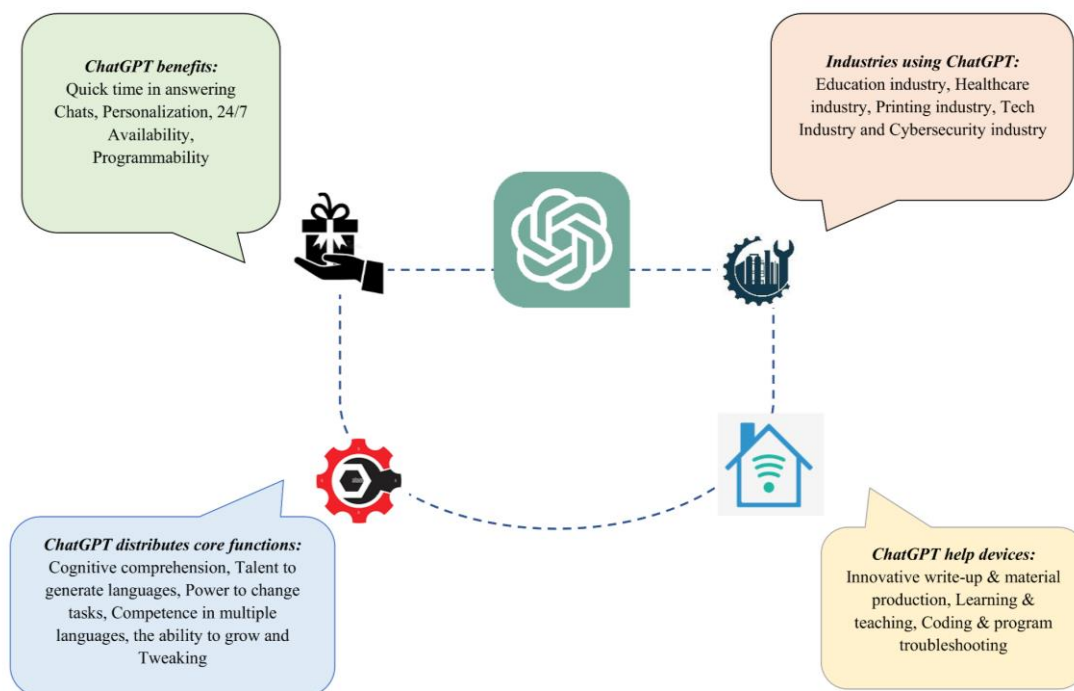 ChatGPT benefits:
Quick time in answering
Chats, Personalization, 24/7
Availability,
Programmability
Industries using ChatGPT:
Education industry, Healthcare
industry, Printing industry, Tech
Industry and Cybersecurity industry
ChatGPT distributes core functions:
Cognitive comprehension, Talent to
generate languages, Power to change
tasks, Competence in multiple
languages, the ability to grow and
Tweaking
ChatGPT help devices:
Innovative write-up & material
production, Learning &
teaching, Coding & program
troubleshooting